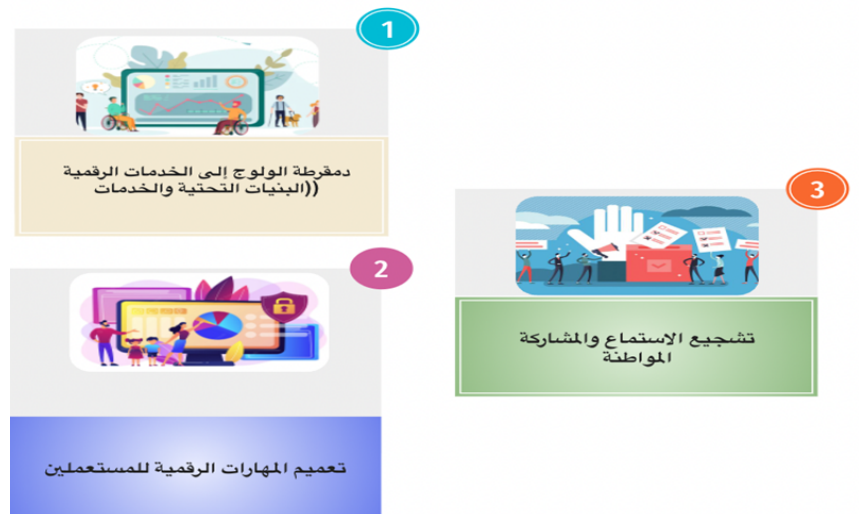 1
دمقرطة الولوج إلى الخدمات الرقمية
((البنيات التحتية والخدمات
2
تعميم المهارات الرقمية للمستعملين
3
تشجيع الاستماع والمشاركة
المواطنة